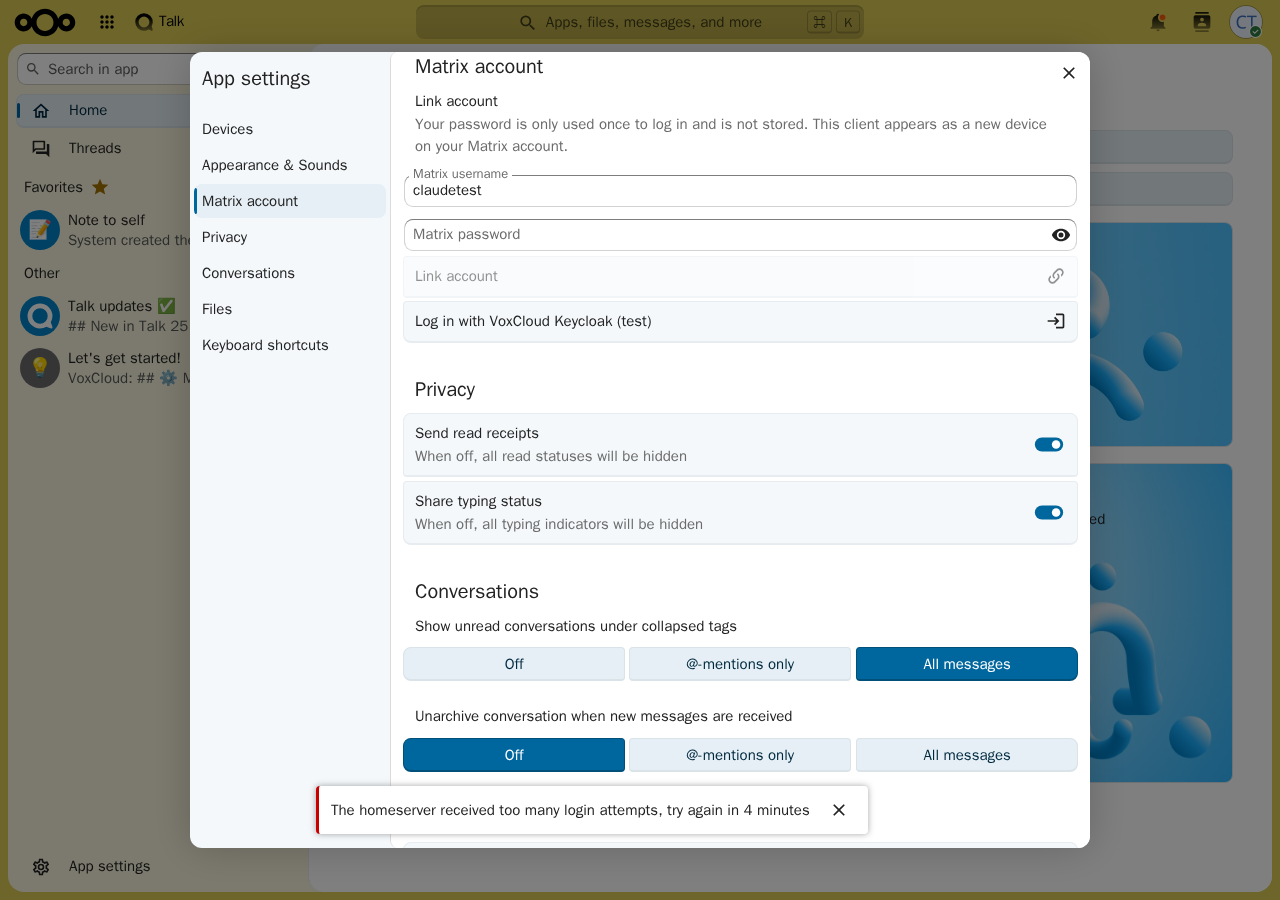 Talk
Apps, files, messages, and more
⌘ K
CT
Search in app
Home
Threads
Favorites
Note to self
System created the
Other
Talk updates ✅
## New in Talk 25
Let's get started!
VoxCloud: ## ⚙️ M
App settings
App settings
Devices
Appearance & Sounds
Matrix account
Privacy
Conversations
Files
Keyboard shortcuts
Matrix account
Link account
Your password is only used once to log in and is not stored. This client appears as a new device
on your Matrix account.
Matrix username
claudetest
Matrix password
Link account
Log in with VoxCloud Keycloak (test)
Privacy
Send read receipts
When off, all read statuses will be hidden
Share typing status
When off, all typing indicators will be hidden
Conversations
Show unread conversations under collapsed tags
Off
@-mentions only
All messages
Unarchive conversation when new messages are received
Off
@-mentions only
All messages
The homeserver received too many login attempts, try again in 4 minutes
ed